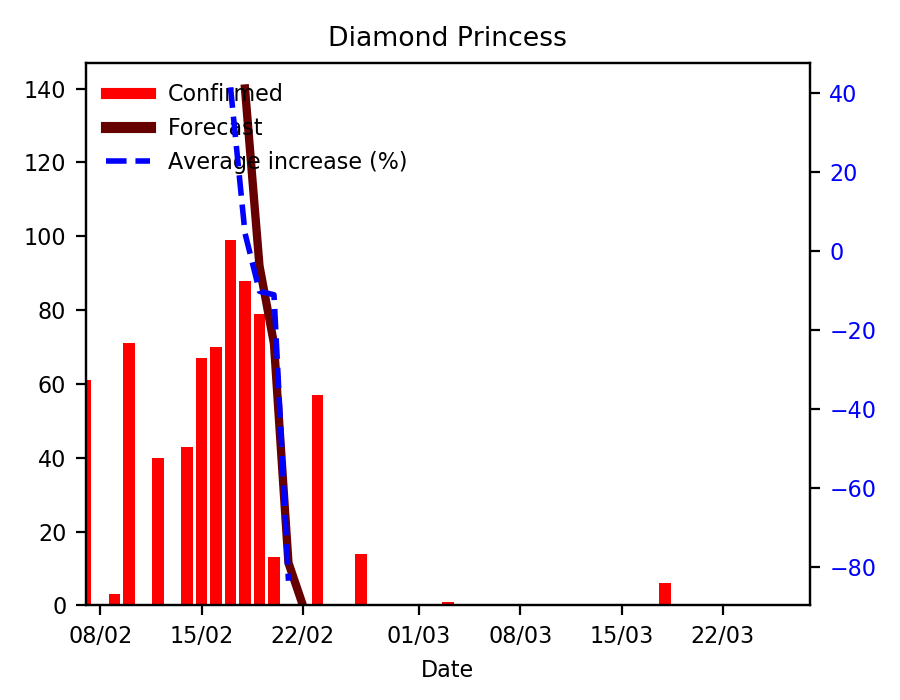 Diamond Princess
Confirmed
Forecast
Average increase (%)
140
120
100
80
60
40
20
0
40
20
0
−20
−40
−60
−80
08/02 15/02 22/02 01/03 08/03 15/03 22/03
Date